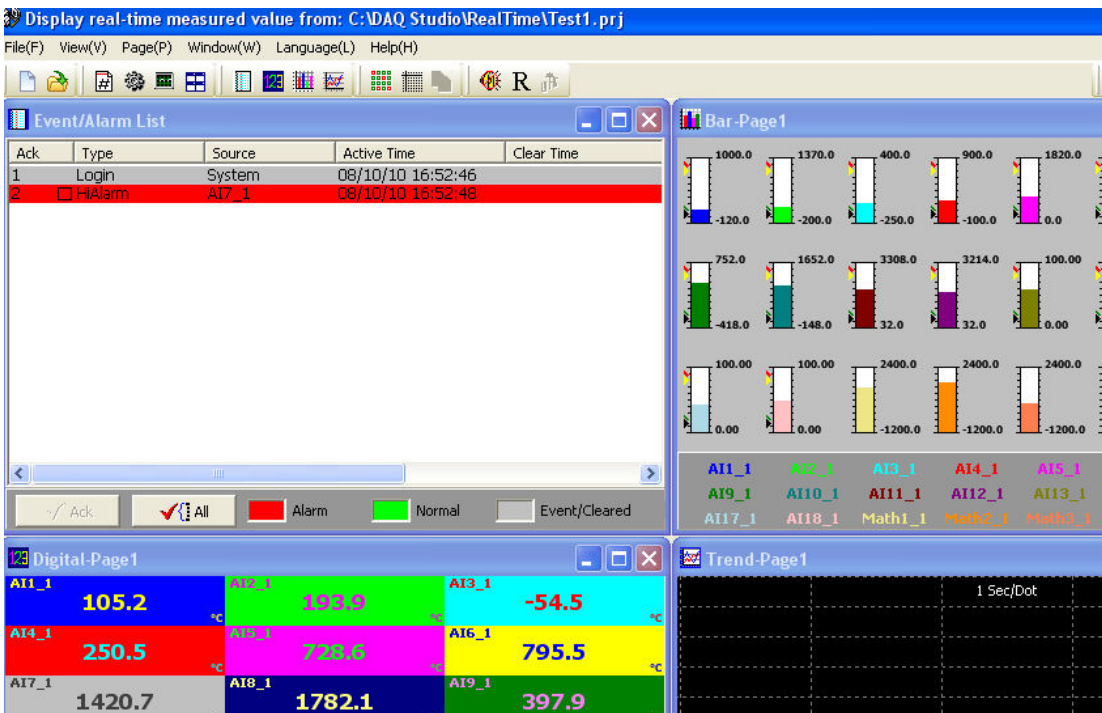 Display real-time measured value from: C:\DAQ Studio\RealTime\Test1.prj
File(F) View(V) Page(P) Window(W) Language(L) Help(H)
123 R
Event/Alarm List
Ack Type Source Active Time Clear Time
1 Login System 08/10/10 16:52:46
2 HiAlarm AI7_1 08/10/10 16:52:48
Ack All Alarm Normal Event/Cleared
Bar-Page1
1000.0 1370.0 400.0 900.0 1820.0
-120.0 -200.0 -250.0 -100.0 0.0
752.0 1652.0 3308.0 3214.0 100.00
-418.0 -148.0 32.0 32.0 0.00
100.00 100.00 2400.0 2400.0 2400.0
0.00 0.00 -1200.0 -1200.0 -1200.0
AI1_1 AI2_1 AI3_1 AI4_1 AI5_1
AI9_1 AI10_1 AI11_1 AI12_1 AI13_1
AI17_1 AI18_1 Math1_1 Math2_1 Math3_1
123 Digital-Page1
AI1_1 AI2_1 AI3_1
105.2 °C 193.9 °C -54.5 °C
AI4_1 AI5_1 AI6_1
250.5 °C 728.6 °C 795.5 °C
AI7_1 AI8_1 AI9_1
1420.7 1782.1 397.9
Trend-Page1
1 Sec/Dot